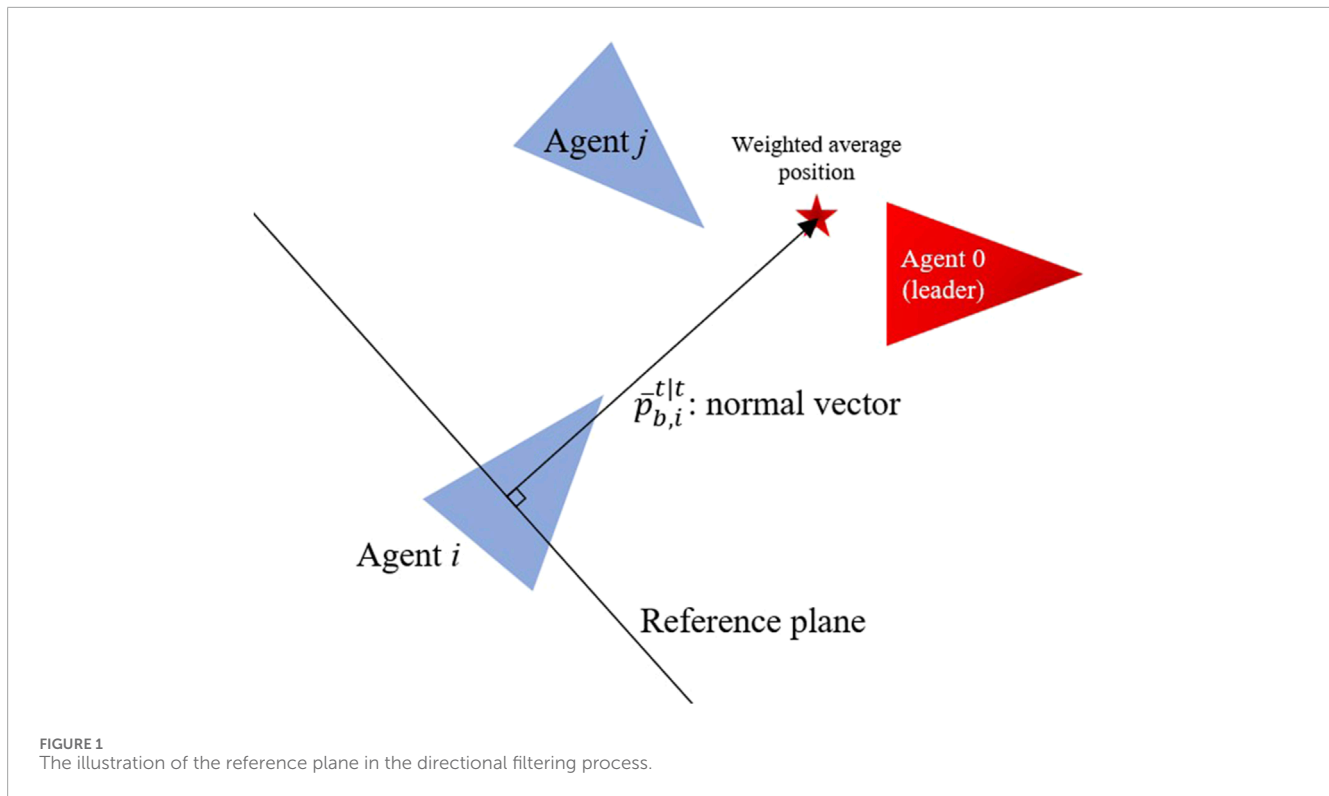 Agent j
Weighted average
position
Agent 0
(leader)
p̄_{b,i}^{t|t}: normal vector
Agent i
Reference plane
FIGURE 1
The illustration of the reference plane in the directional filtering process.